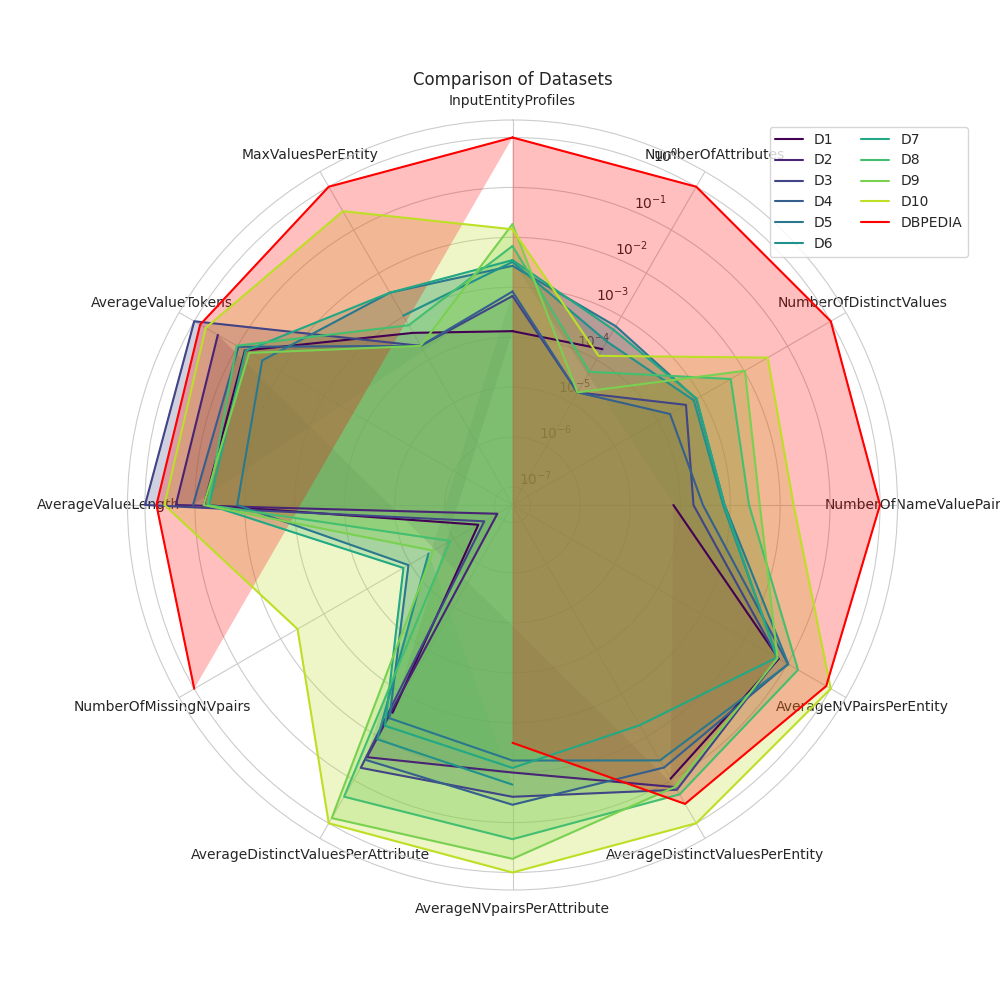 Comparison of Datasets
InputEntityProfiles
MaxValuesPerEntity
NumberOfAttributes
AverageValueTokens
NumberOfDistinctValues
AverageValueLength
NumberOfNameValuePair
NumberOfMissingNVpairs
AverageNVPairsPerEntity
AverageDistinctValuesPerAttribute
AverageDistinctValuesPerEntity
AverageNVpairsPerAttribute
10⁰
10⁻¹
10⁻²
10⁻³
10⁻⁴
10⁻⁵
10⁻⁶
10⁻⁷
D1
D2
D3
D4
D5
D6
D7
D8
D9
D10
DBPEDIA